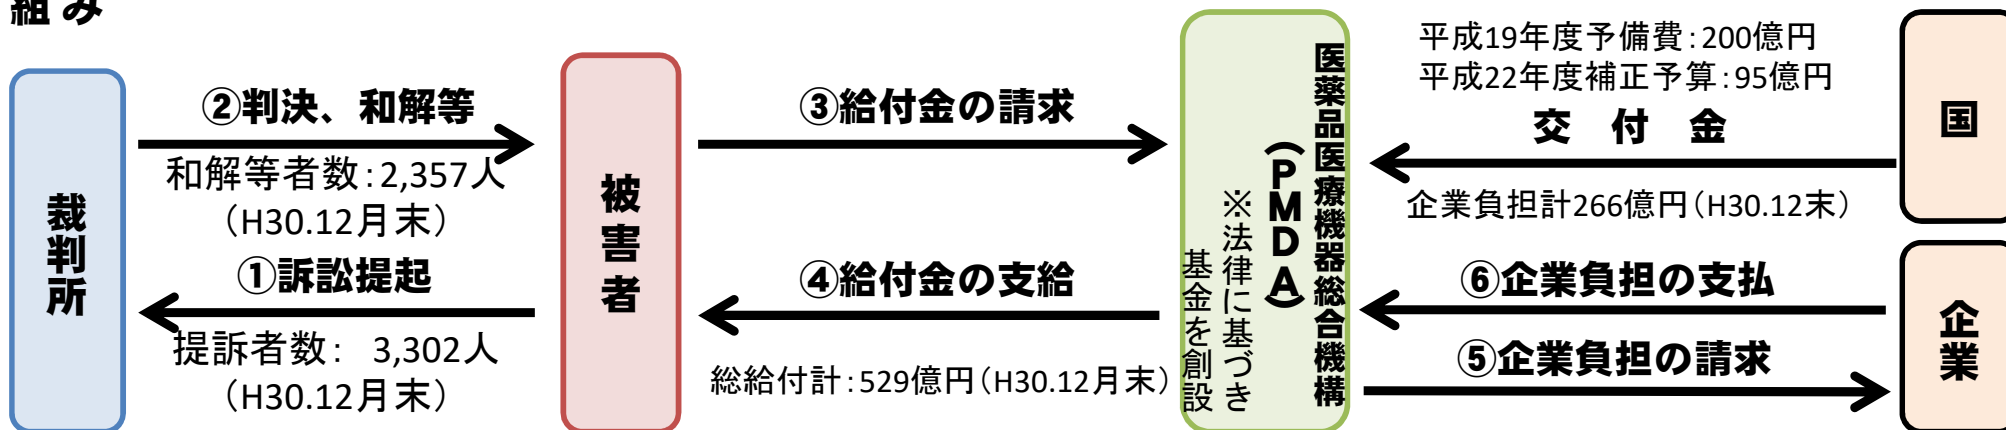 組み
裁判所
②判決、和解等
和解等者数：2,357人
（H30.12月末）
①訴訟提起
提訴者数： 3,302人
（H30.12月末）
被害者
③給付金の請求
④給付金の支給
総給付計：529億円（H30.12月末）
医薬品医療機器総合機構
（PMDA）
※法律に基づき
基金を創設
平成19年度予備費：200億円
平成22年度補正予算：95億円
交 付 金
企業負担計266億円（H30.12末）
⑥企業負担の支払
⑤企業負担の請求
国
企業